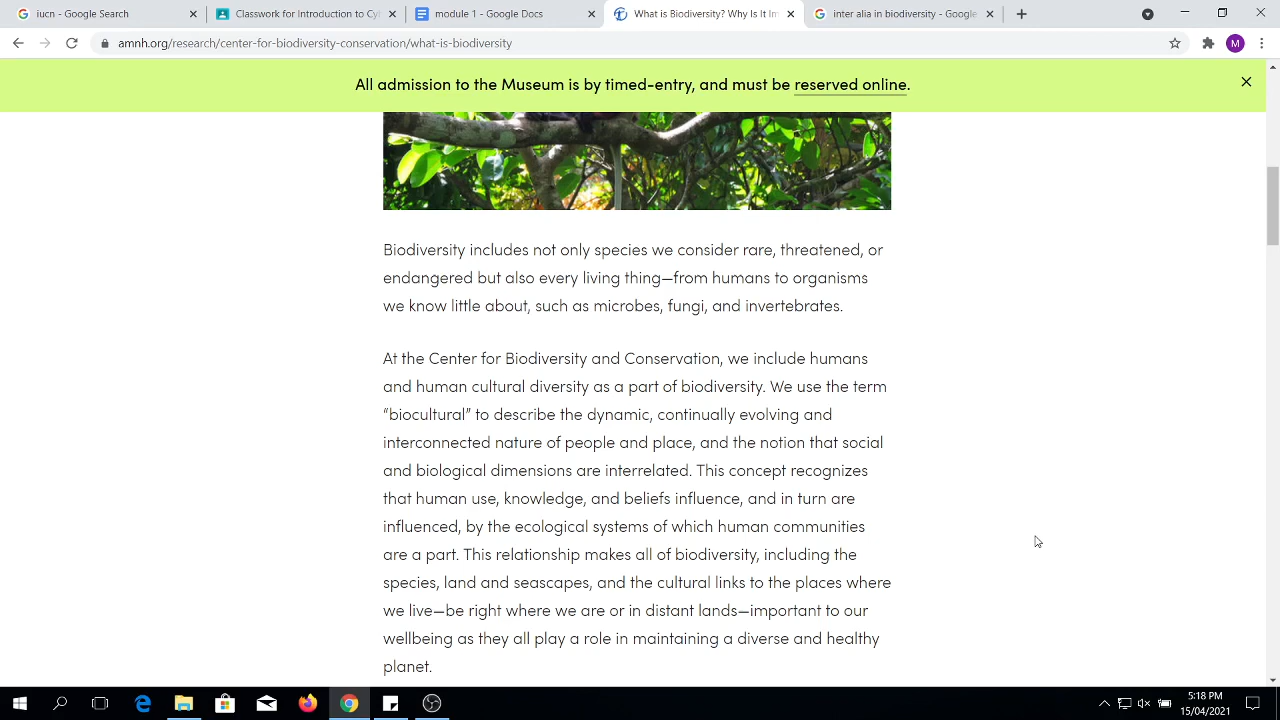 iucn - Google Search
Classwork for Introduction to Cyl
module 1 - Google Docs
What is Biodiversity? Why Is It Im
inter alia in biodiversity - Google
amnh.org/research/center-for-biodiversity-conservation/what-is-biodiversity
M
All admission to the Museum is by timed-entry, and must be reserved online.
Biodiversity includes not only species we consider rare, threatened, or
endangered but also every living thing—from humans to organisms
we know little about, such as microbes, fungi, and invertebrates.
At the Center for Biodiversity and Conservation, we include humans
and human cultural diversity as a part of biodiversity. We use the term
“biocultural” to describe the dynamic, continually evolving and
interconnected nature of people and place, and the notion that social
and biological dimensions are interrelated. This concept recognizes
that human use, knowledge, and beliefs influence, and in turn are
influenced, by the ecological systems of which human communities
are a part. This relationship makes all of biodiversity, including the
species, land and seascapes, and the cultural links to the places where
we live—be right where we are or in distant lands—important to our
wellbeing as they all play a role in maintaining a diverse and healthy
planet.
5:18 PM
15/04/2021